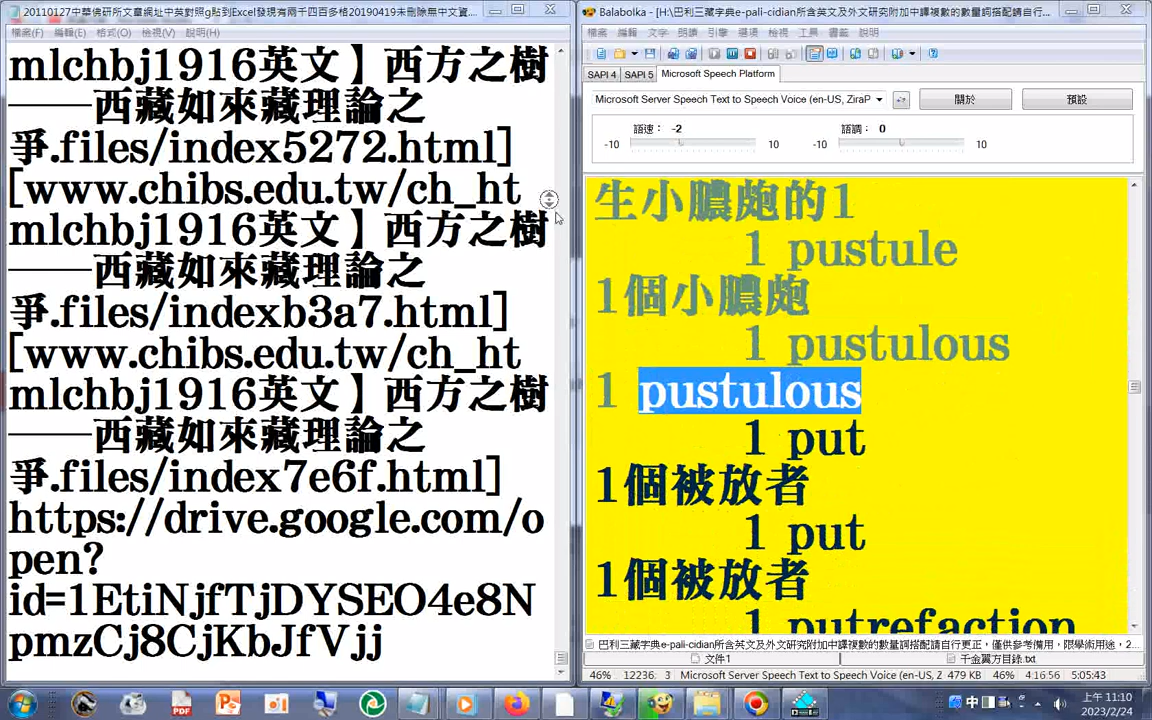 20110127中華佛研所文章網址中英對照g點到Excel發現有兩千四百多格20190419未刪除無中文資...
檔案(F) 編輯(E) 格式(O) 檢視(V) 說明(H)
mlchbj1916英文】西方之樹
——西藏如來藏理論之
爭.files/index5272.html]
[www.chibs.edu.tw/ch_ht
mlchbj1916英文】西方之樹
——西藏如來藏理論之
爭.files/indexb3a7.html]
[www.chibs.edu.tw/ch_ht
mlchbj1916英文】西方之樹
——西藏如來藏理論之
爭.files/index7e6f.html]
https://drive.google.com/o
pen?
id=1EtiNjfTjDYSEO4e8N
pmzCj8CjKbJfVjj
Balabolka - [H:\巴利三藏字典e-pali-cidian所含英文及外文研究附加中譯複數的數量詞搭配請自行...
檔案 編輯 文字 朗讀 引擎 選項 檢視 工具 書籤 說明
SAPI 4 SAPI 5 Microsoft Speech Platform
Microsoft Server Speech Text to Speech Voice (en-US, ZiraP
關於
預設
語速： -2
語調： 0
-10 10 -10 10
生小膿皰的1
1 pustule
1個小膿皰
1 pustulous
1 pustulous
1 put
1個被放者
1 put
1個被放者
1 putrefaction
巴利三藏字典e-pali-cidian所含英文及外文研究附加中譯複數的數量詞搭配請自行更正，僅供參考備用，限學術用途，2...
文件1
千金翼方目錄.txt
46% 12236. 3 Microsoft Server Speech Text to Speech Voice (en-US, Z 479 KB 46% 4:16:56 5:05:43
PDF
中
上午 11:10
2023/2/24